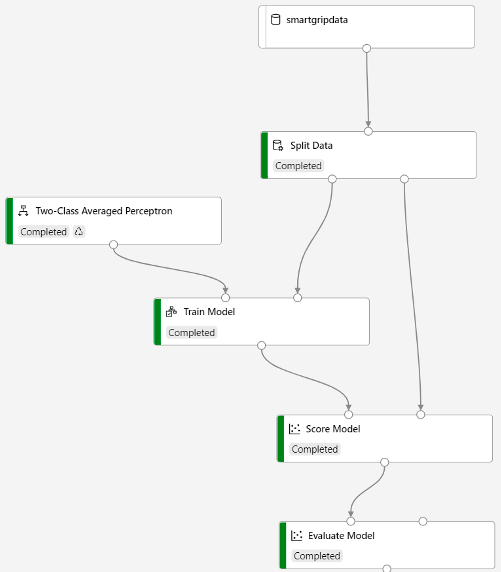 smartgripdata
Split Data
Completed
Two-Class Averaged Perceptron
Completed
Train Model
Completed
Score Model
Completed
Evaluate Model
Completed